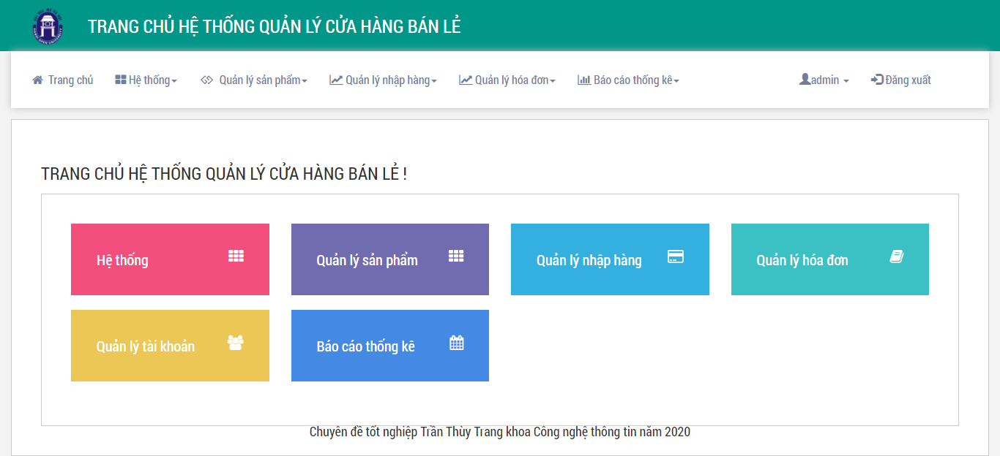 TRANG CHỦ HỆ THỐNG QUẢN LÝ CỬA HÀNG BÁN LẺ
Trang chủ Hệ thống Quản lý sản phẩm Quản lý nhập hàng Quản lý hóa đơn Báo cáo thống kê admin Đăng xuất
TRANG CHỦ HỆ THỐNG QUẢN LÝ CỬA HÀNG BÁN LẺ !
Hệ thống Quản lý sản phẩm Quản lý nhập hàng Quản lý hóa đơn
Quản lý tài khoản Báo cáo thống kê
Chuyên đề tốt nghiệp Trần Thùy Trang khoa Công nghệ thông tin năm 2020